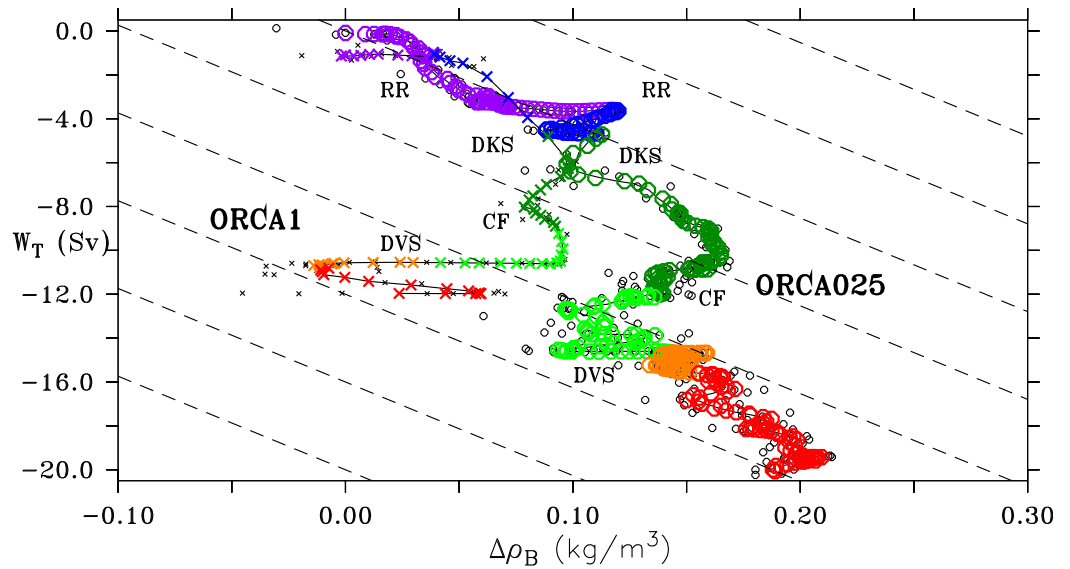 0.0
RR
RR
−4.0
DKS
DKS
−8.0
ORCA1
CF
W_T (Sv)
DVS
ORCA025
−12.0
CF
DVS
−16.0
−20.0
−0.10
0.00
0.10
0.20
0.30
Δρ_B (kg/m³)